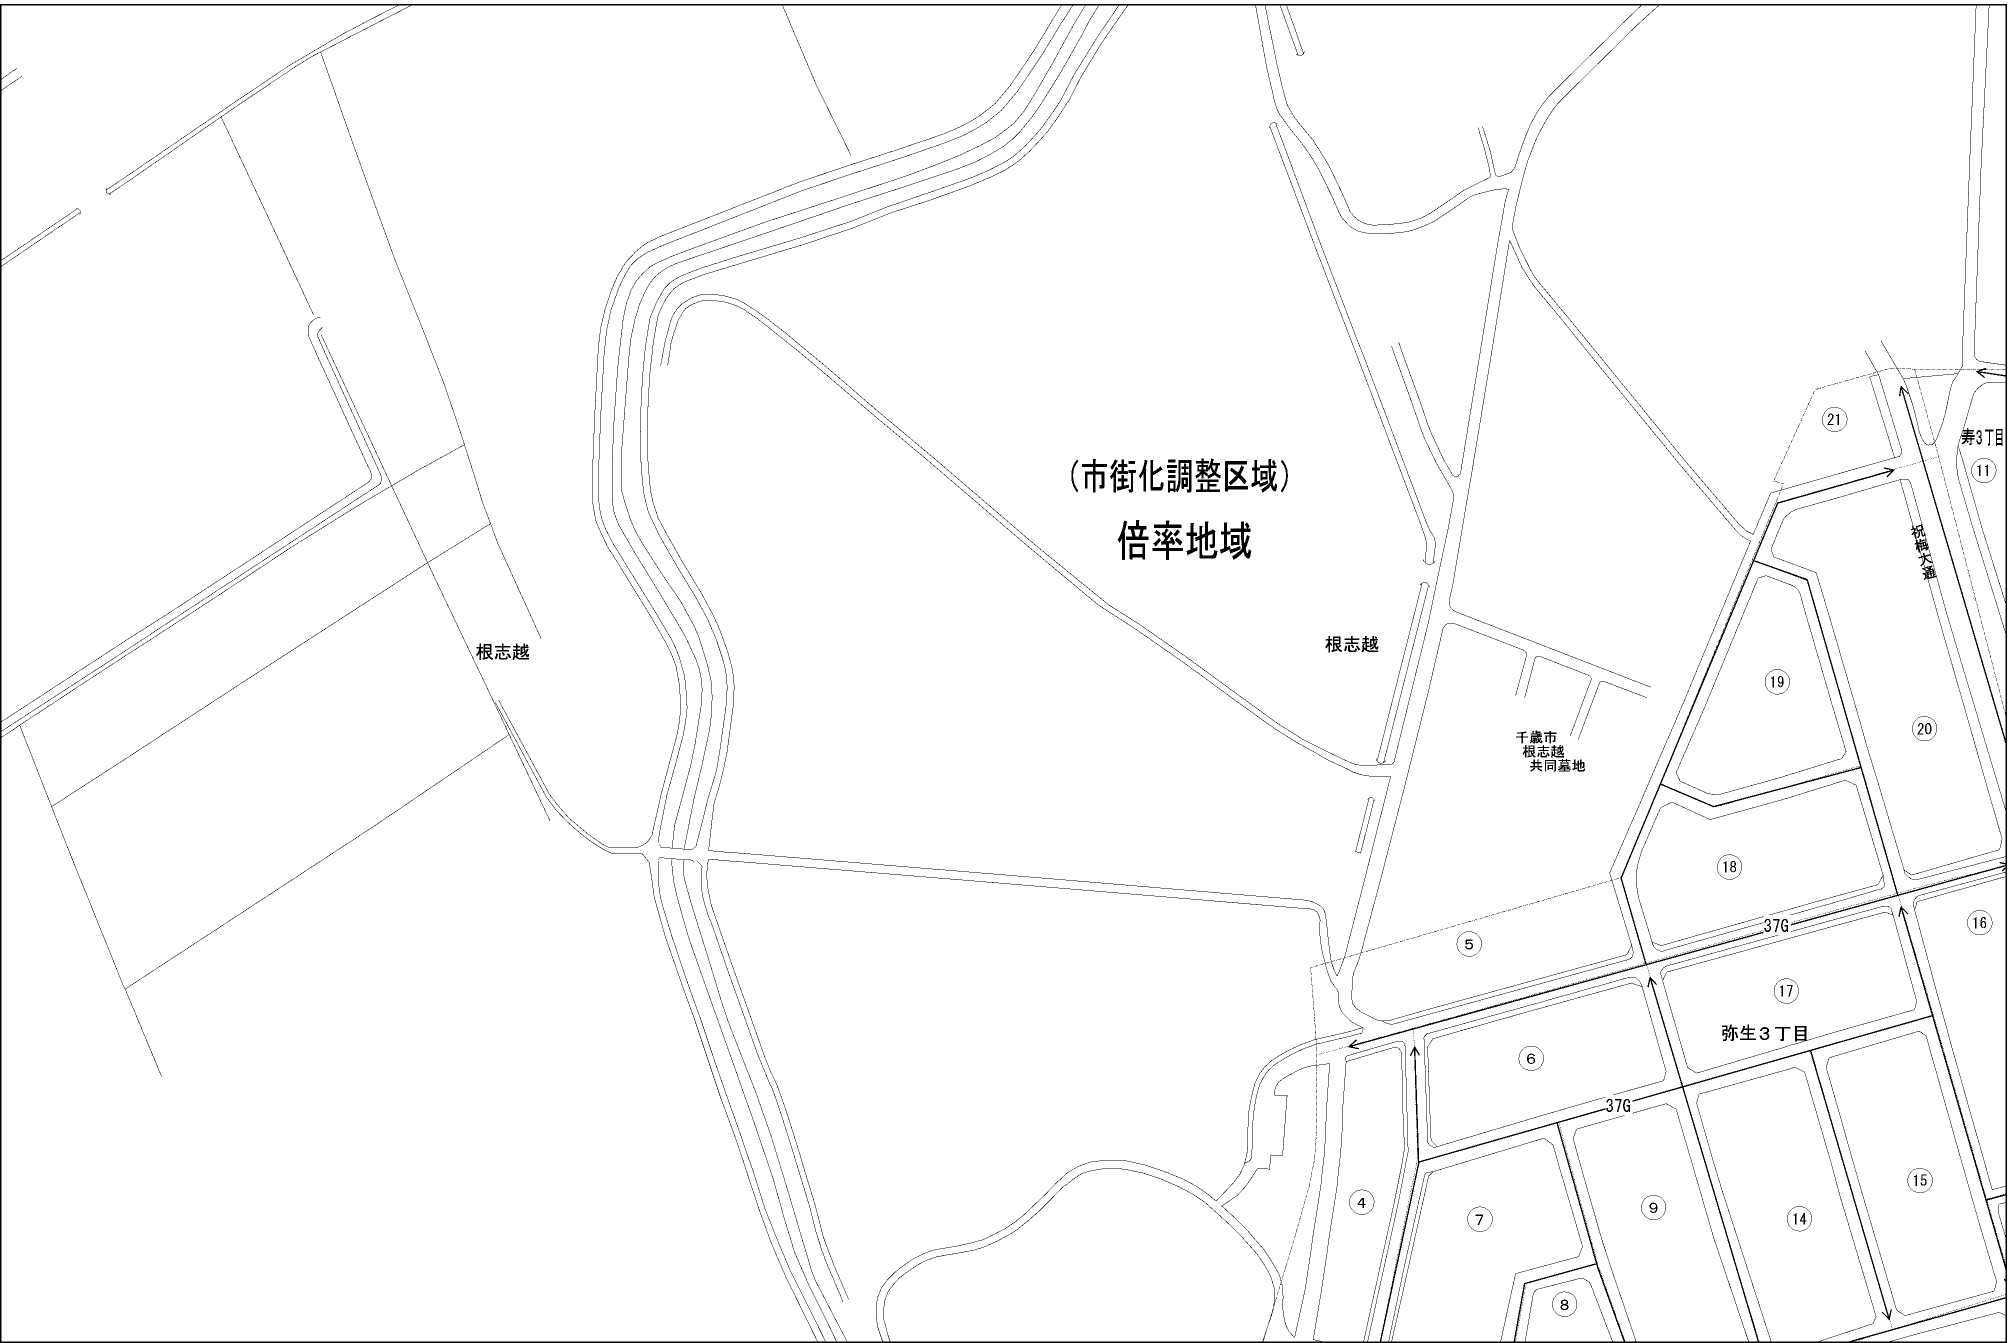 ㉑
寿3丁目
⑪
(市街化調整区域)
倍率地域
祝梅大通
根志越
根志越
⑲
⑳
千歳市
根志越
共同墓地
⑱
37G
⑯
⑤
⑰
弥生３丁目
⑥
37G
⑮
④
⑨
⑦
⑭
⑧